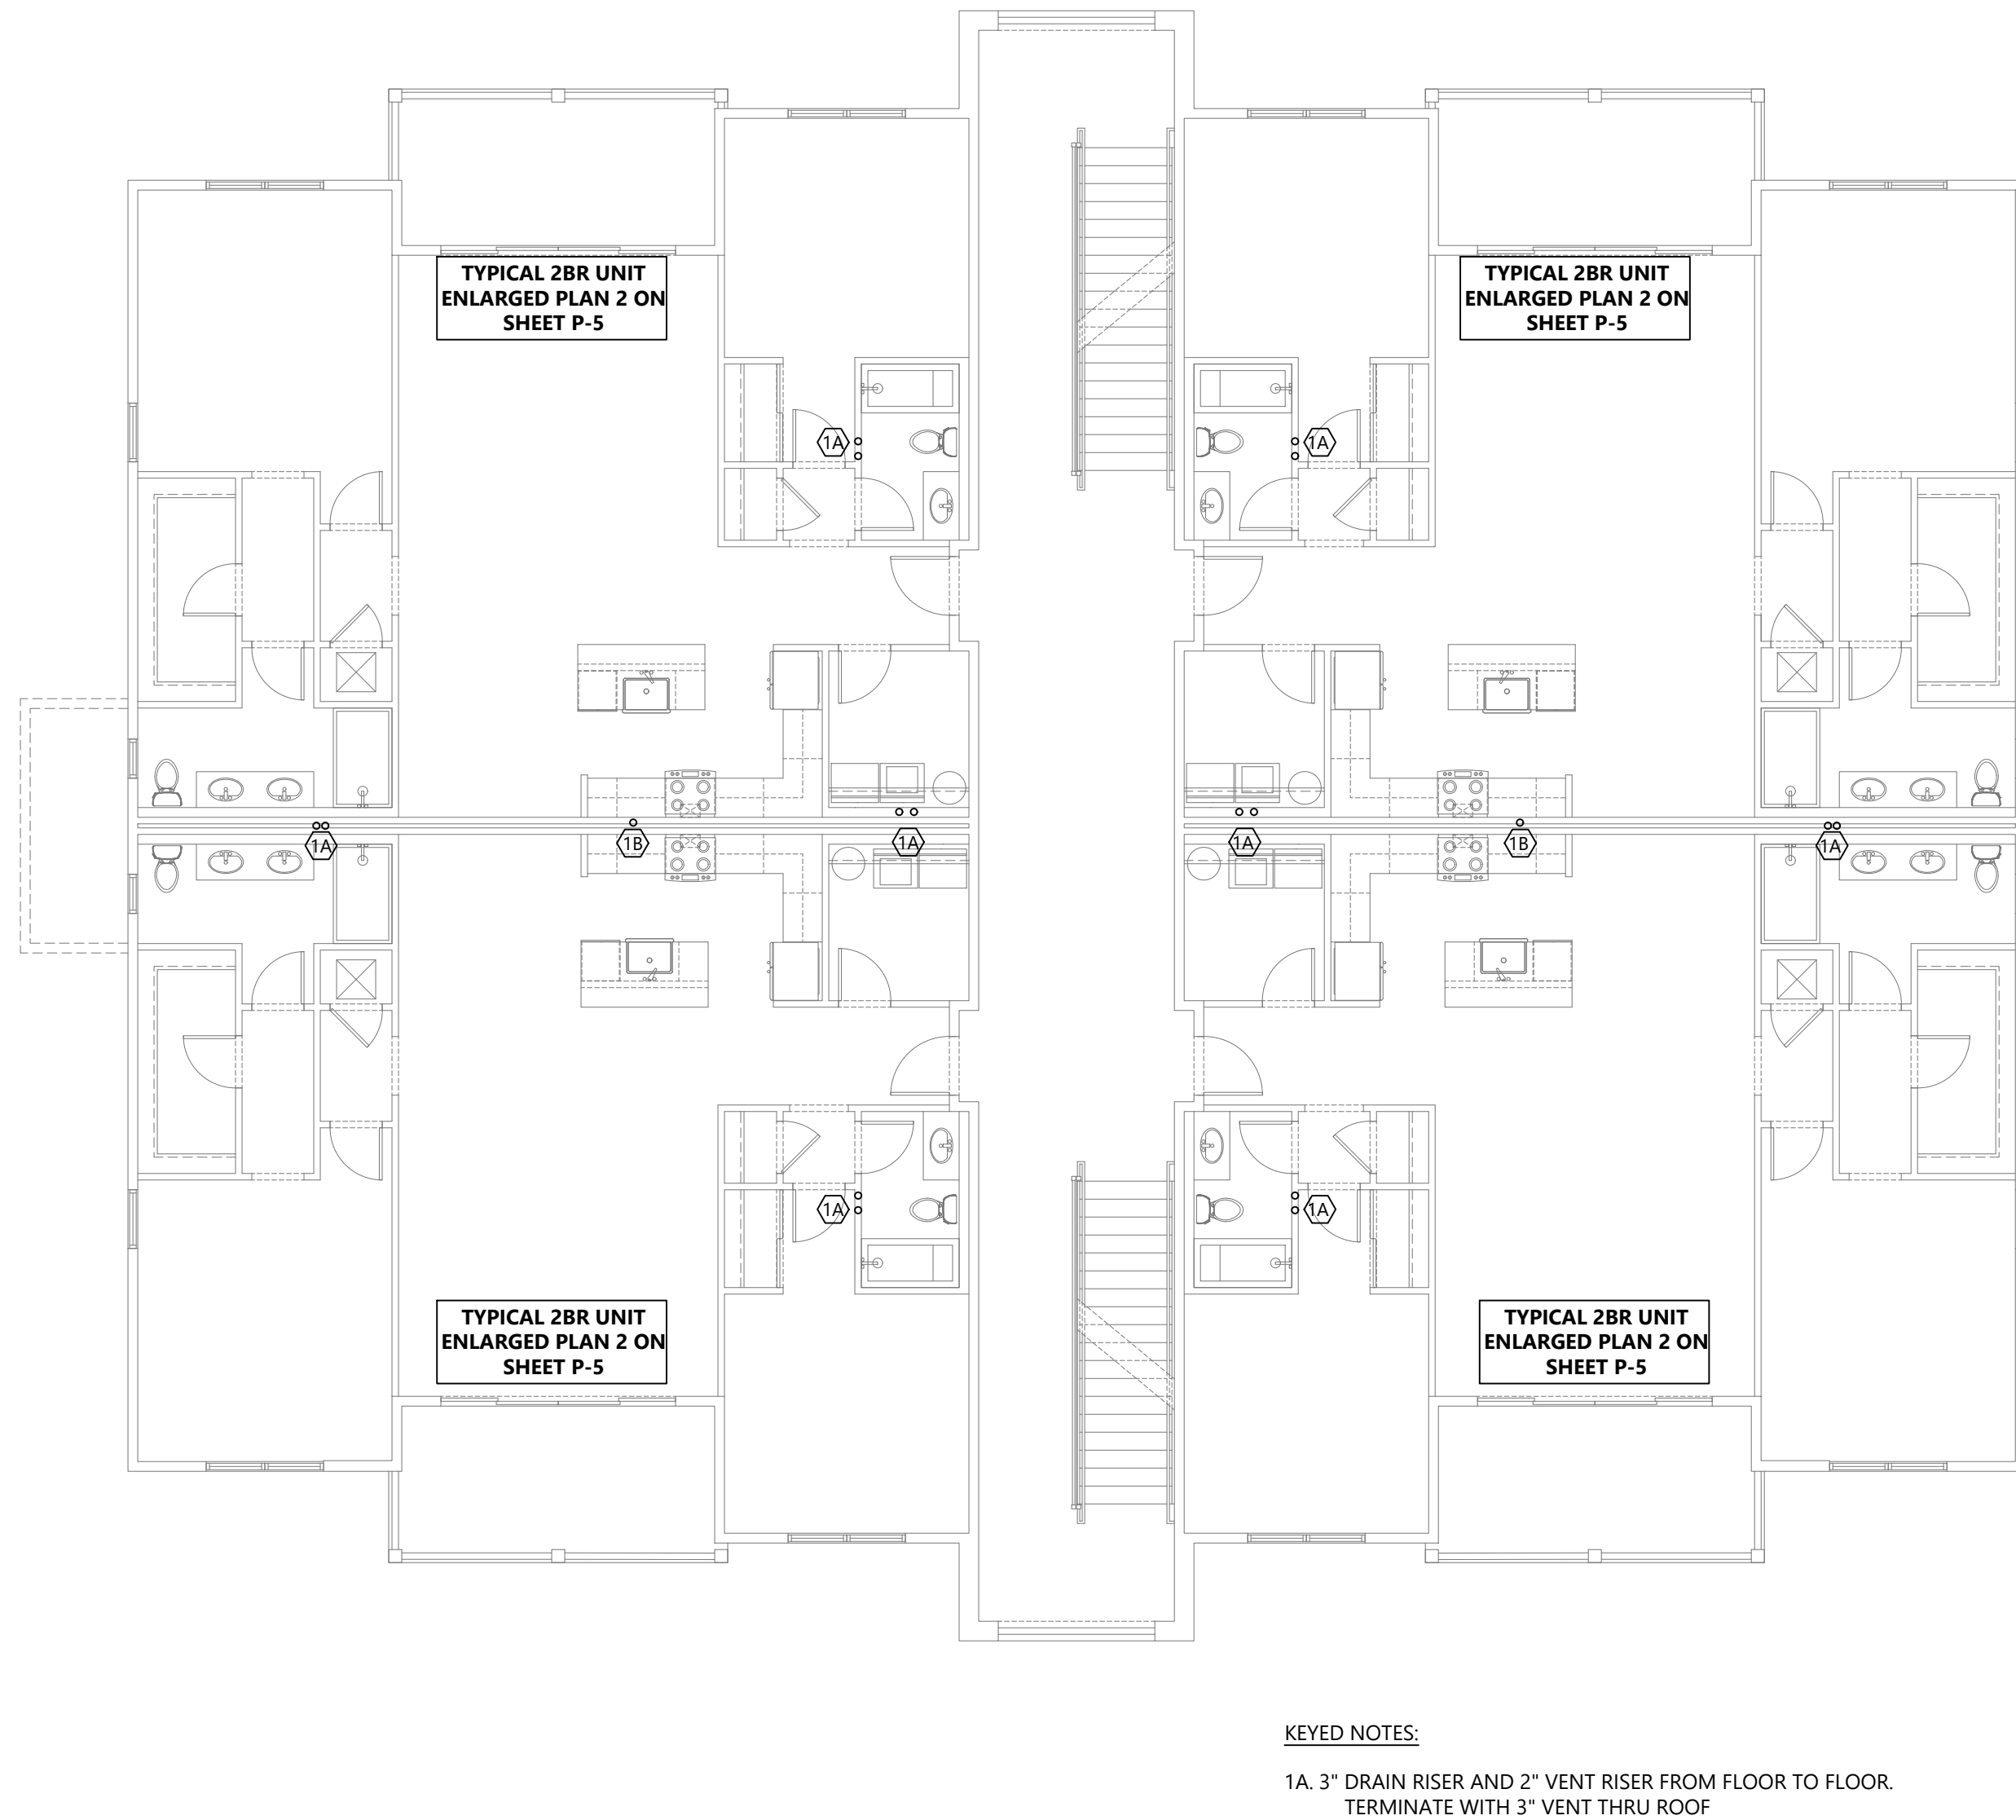 TYPICAL 2BR UNIT
ENLARGED PLAN 2 ON
SHEET P-5
TYPICAL 2BR UNIT
ENLARGED PLAN 2 ON
SHEET P-5
1A
1A
1A
1B
1A
1A
1B
1A
1A
1A
TYPICAL 2BR UNIT
ENLARGED PLAN 2 ON
SHEET P-5
TYPICAL 2BR UNIT
ENLARGED PLAN 2 ON
SHEET P-5
KEYED NOTES:
1A. 3" DRAIN RISER AND 2" VENT RISER FROM FLOOR TO FLOOR.
TERMINATE WITH 3" VENT THRU ROOF